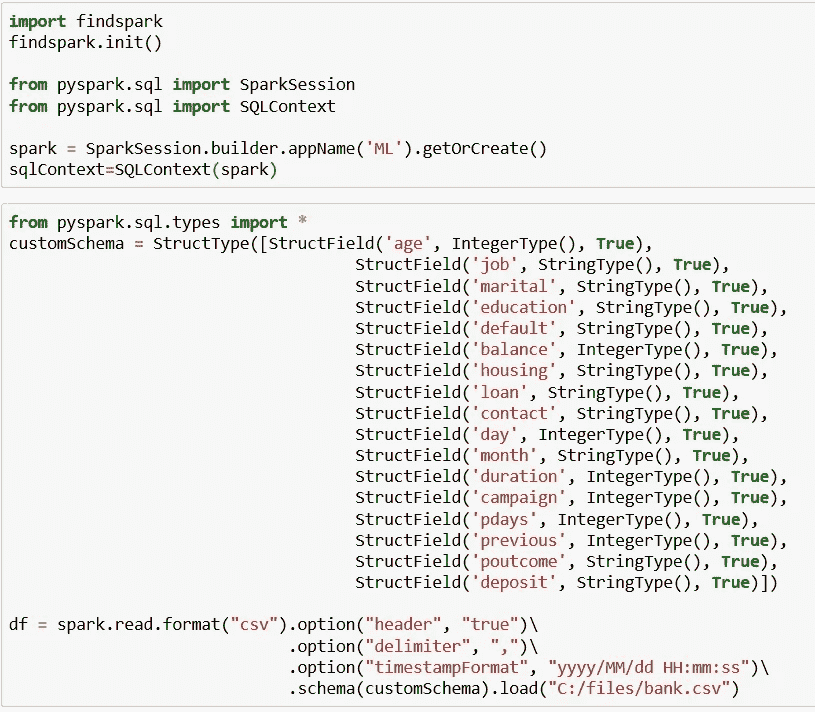 import findspark
findspark.init()
from pyspark.sql import SparkSession
from pyspark.sql import SQLContext
spark = SparkSession.builder.appName('ML').getOrCreate()
sqlContext=SQLContext(spark)
from pyspark.sql.types import *
customSchema = StructType([StructField('age', IntegerType(), True),
StructField('job', StringType(), True),
StructField('marital', StringType(), True),
StructField('education', StringType(), True),
StructField('default', StringType(), True),
StructField('balance', IntegerType(), True),
StructField('housing', StringType(), True),
StructField('loan', StringType(), True),
StructField('contact', StringType(), True),
StructField('day', IntegerType(), True),
StructField('month', StringType(), True),
StructField('duration', IntegerType(), True),
StructField('campaign', IntegerType(), True),
StructField('pdays', IntegerType(), True),
StructField('previous', IntegerType(), True),
StructField('poutcome', StringType(), True),
StructField('deposit', StringType(), True)])
df = spark.read.format("csv").option("header", "true")\
.option("delimiter", ",")\
.option("timestampFormat", "yyyy/MM/dd HH:mm:ss")\
.schema(customSchema).load("C:/files/bank.csv")